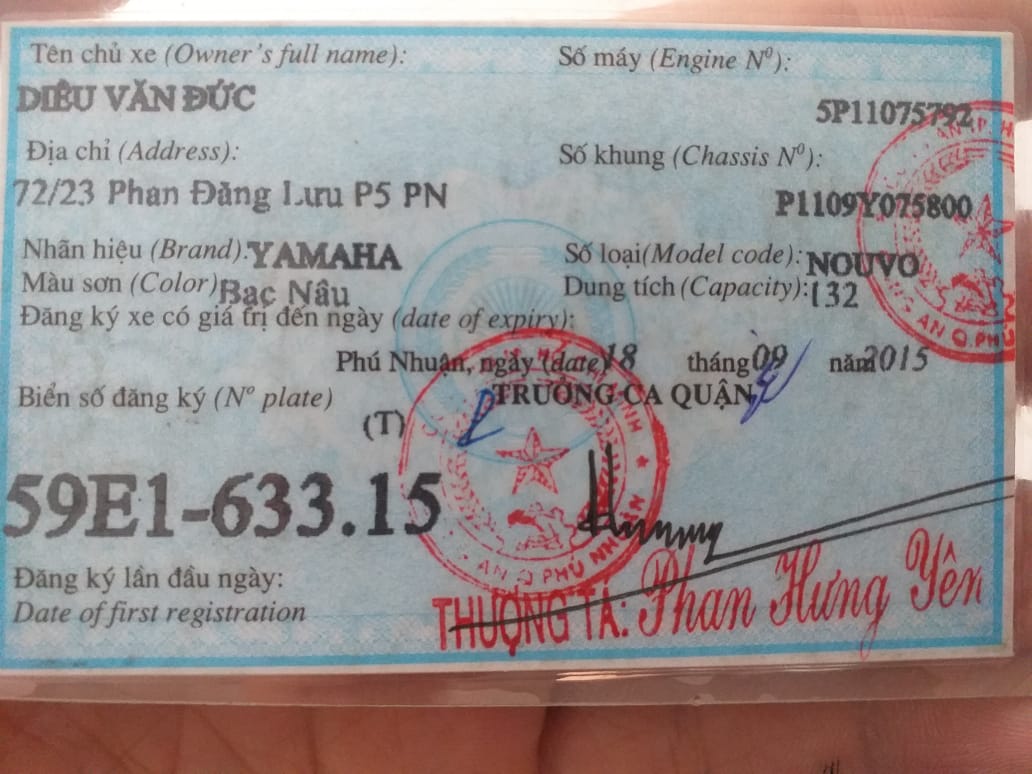 Tên chủ xe (Owner's full name):
DIÊU VĂN ĐỨC
Số máy (Engine Nº):
5P11075792
Địa chỉ (Address):
72/23 Phan Đăng Lưu P5 PN
Số khung (Chassis Nº):
P1109Y075800
Nhãn hiệu (Brand): YAMAHA
Số loại(Model code): NOUVO
Màu sơn (Color) Bạc Nâu
Dung tích (Capacity): 132
Đăng ký xe có giá trị đến ngày (date of expiry):
Phú Nhuận, ngày (date) 18 tháng 09 năm 2015
Biển số đăng ký (Nº plate)
TRƯỞNG CA QUẬN
(T)
59E1-633.15
Đăng ký lần đầu ngày:
Date of first registration
THƯỢNG TÁ: Phan Hưng Yên